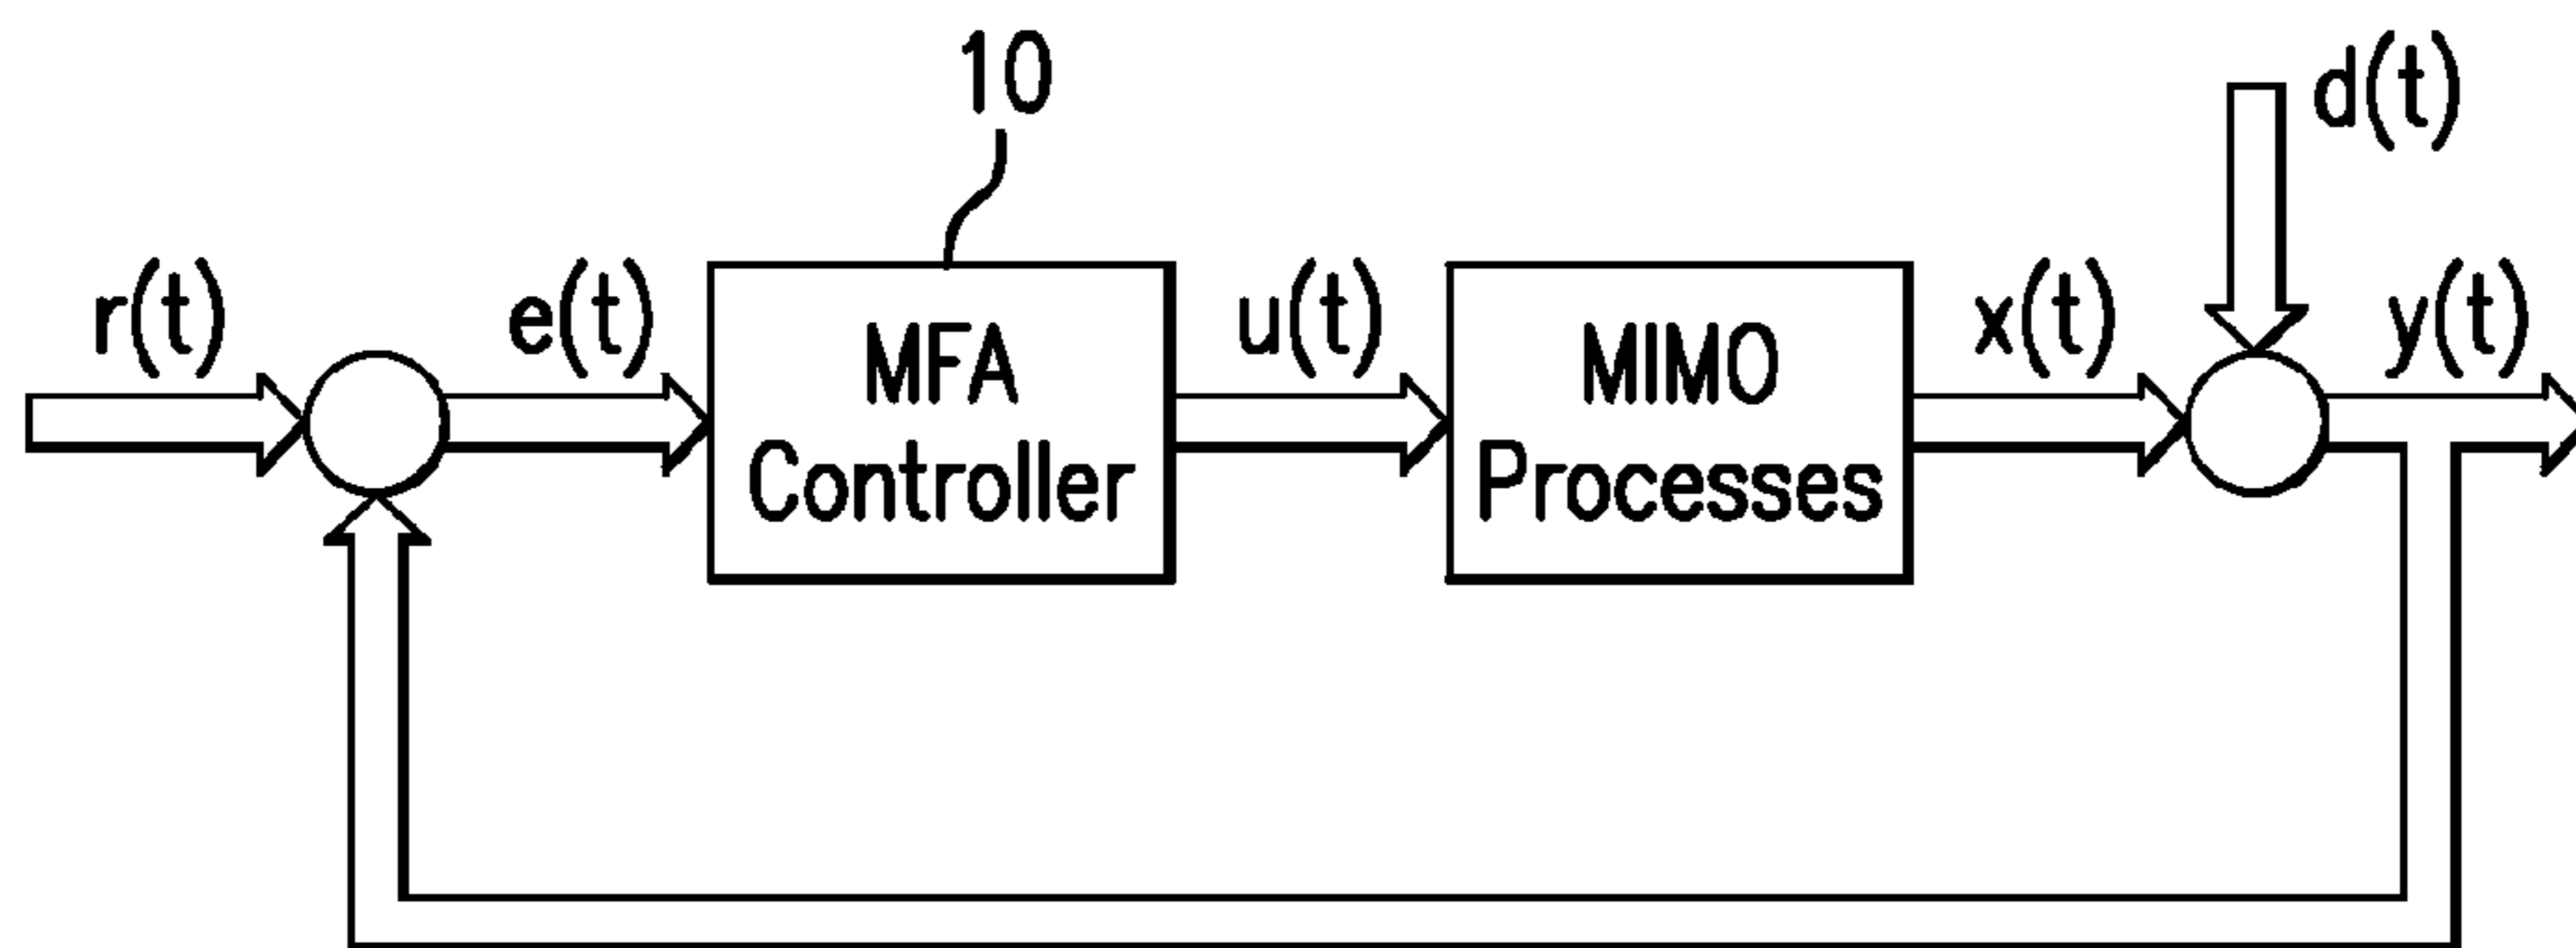 10
d(t)
r(t)
e(t)
MFA
Controller
u(t)
MIMO
Processes
x(t)
y(t)